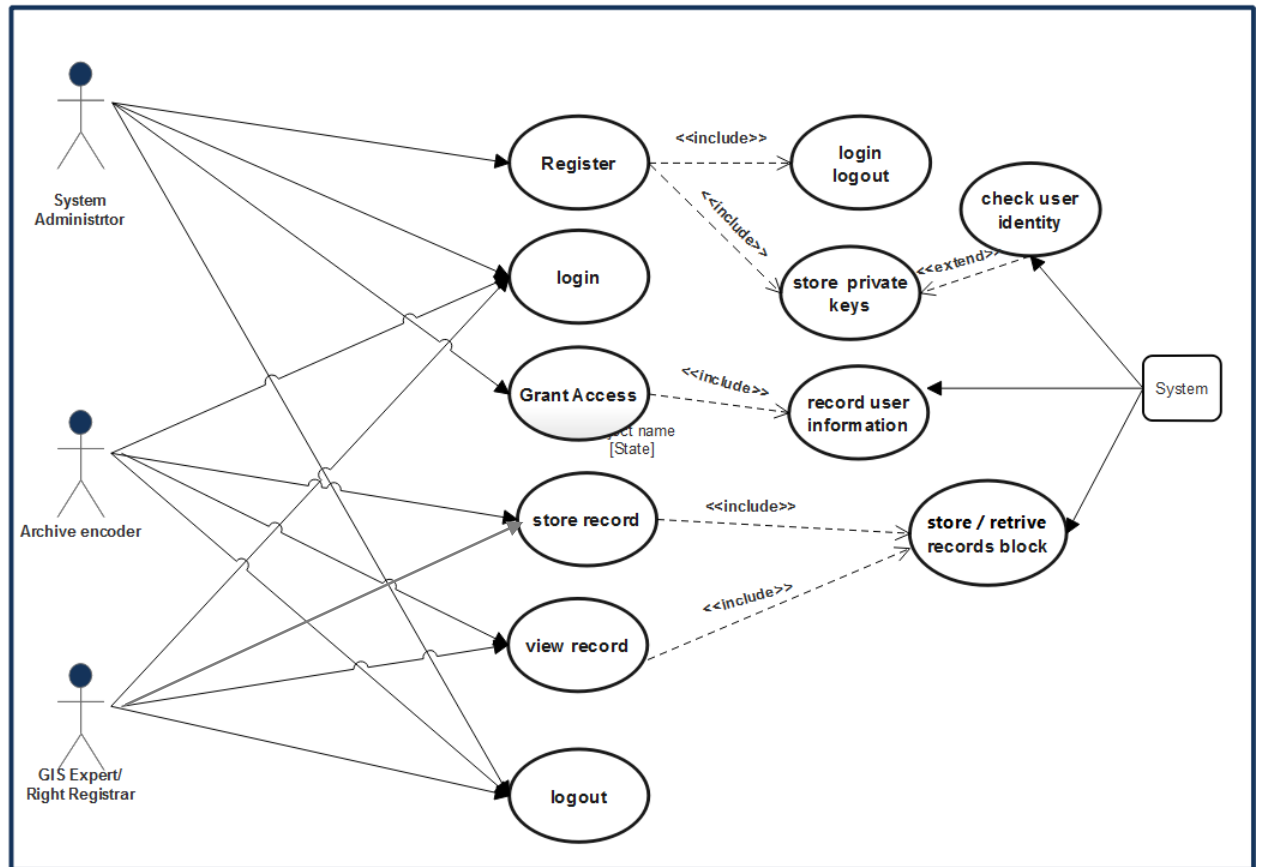 System
Administrtor
Register
<<include>>
login
logout
<<include>>
check user
identity
login
store private
keys
<<extend>>
Grant Access
<<include>>
record user
information
System
name
[State]
Archive encoder
store record
<<include>>
store / retrive
records block
view record
<<include>>
GIS Expert/
Right Registrar
logout